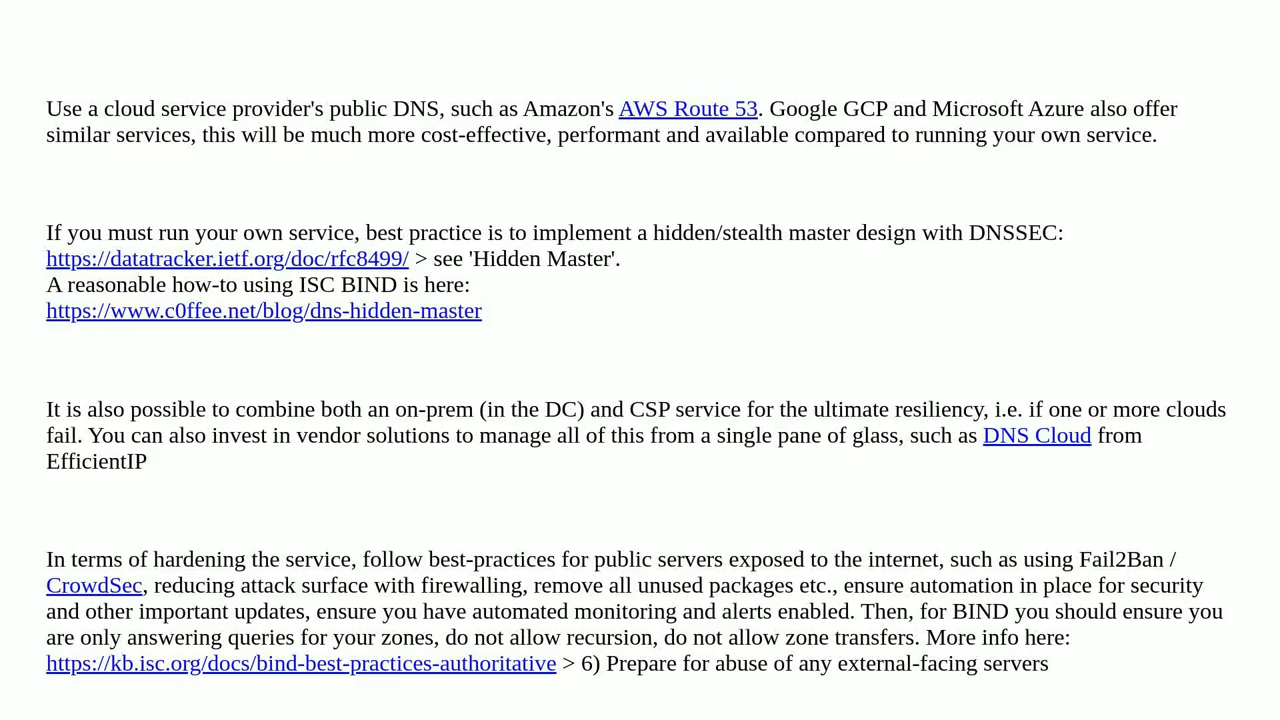 Use a cloud service provider's public DNS, such as Amazon's AWS Route 53. Google GCP and Microsoft Azure also offer
similar services, this will be much more cost-effective, performant and available compared to running your own service.
If you must run your own service, best practice is to implement a hidden/stealth master design with DNSSEC:
https://datatracker.ietf.org/doc/rfc8499/ > see 'Hidden Master'.
A reasonable how-to using ISC BIND is here:
https://www.c0ffee.net/blog/dns-hidden-master
It is also possible to combine both an on-prem (in the DC) and CSP service for the ultimate resiliency, i.e. if one or more clouds
fail. You can also invest in vendor solutions to manage all of this from a single pane of glass, such as DNS Cloud from
EfficientIP
In terms of hardening the service, follow best-practices for public servers exposed to the internet, such as using Fail2Ban /
CrowdSec, reducing attack surface with firewalling, remove all unused packages etc., ensure automation in place for security
and other important updates, ensure you have automated monitoring and alerts enabled. Then, for BIND you should ensure you
are only answering queries for your zones, do not allow recursion, do not allow zone transfers. More info here:
https://kb.isc.org/docs/bind-best-practices-authoritative > 6) Prepare for abuse of any external-facing servers